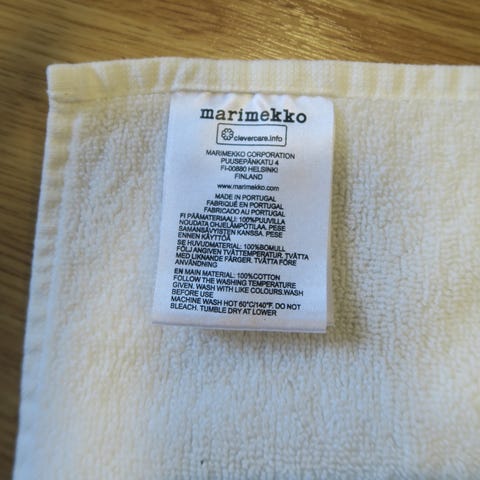 marimekko
clevercare.info
MARIMEKKO CORPORATION
PUUSEPÄNKATU 4
FI-00880 HELSINKI
FINLAND
www.marimekko.com
MADE IN PORTUGAL
FABRIQUÉ EN PORTUGAL
FABRICADO AU PORTUGAL
FI PÄÄMATERIAALI: 100%PUUVILLA
NOUDATA OHJELÄMPÖTILAA. PESE
SAMANSÄVYISTEN KANSSA. PESE
ENNEN KÄYTTÖÄ
SE HUVUDMATERIAL: 100%BOMULL
FÖLJ ANGIVEN TVÄTTEMPERATUR. TVÄTTA
MED LIKNANDE FÄRGER. TVÄTTA FÖRE
ANVÄNDNING
EN MAIN MATERIAL: 100%COTTON
FOLLOW THE WASHING TEMPERATURE
GIVEN. WASH WITH LIKE COLOURS.WASH
BEFORE USE
MACHINE WASH HOT 60°C/140°F. DO NOT
BLEACH. TUMBLE DRY AT LOWER